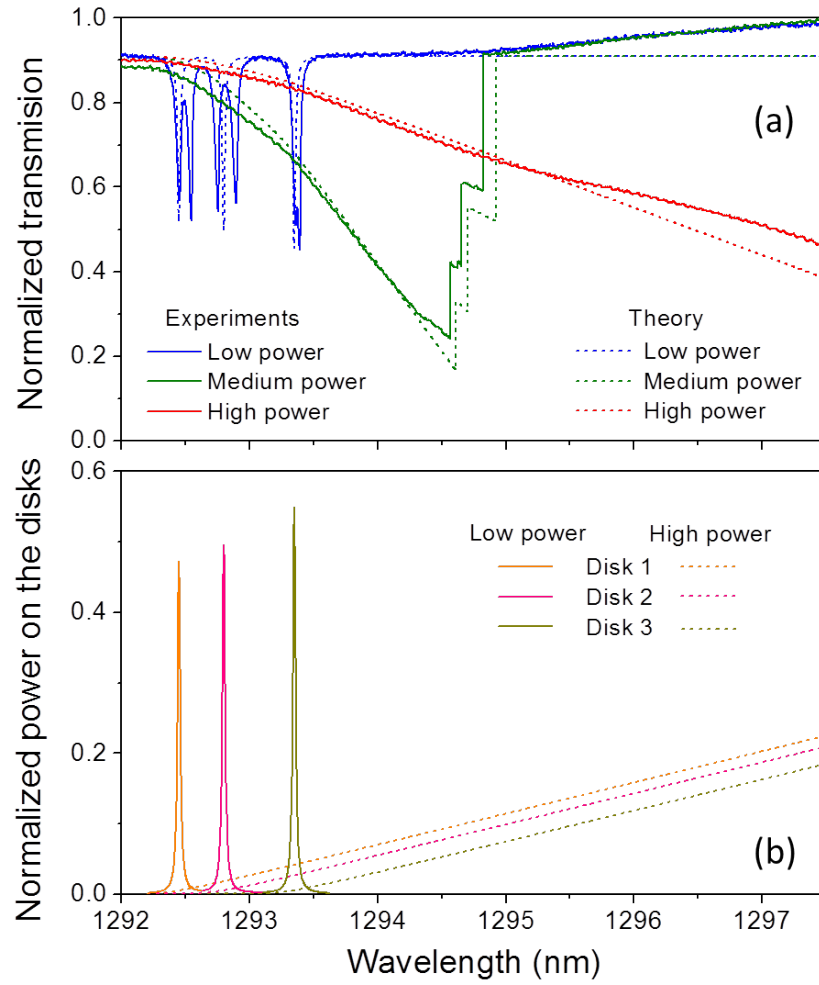 Normalized transmision
1.0
0.8
0.6
0.4
0.2
0.0
(a)
Experiments
Low power
Medium power
High power
Theory
Low power
Medium power
High power
Normalized power on the disks
0.6
0.4
0.2
0.0
Low power High power
Disk 1
Disk 2
Disk 3
(b)
1292 1293 1294 1295 1296 1297
Wavelength (nm)